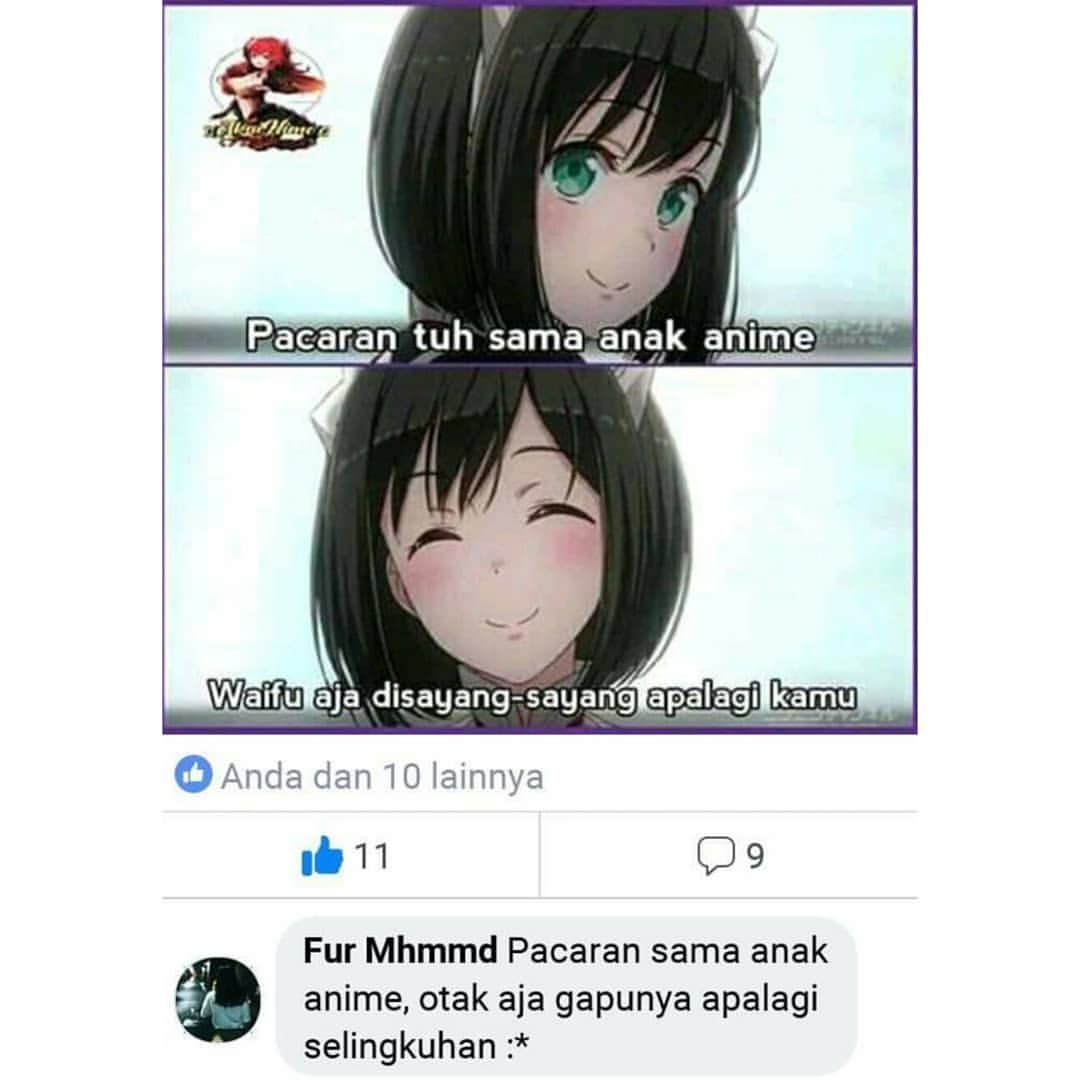 Pacaran tuh sama anak anime
Waifu aja disayang-sayang apalagi kamu
Anda dan 10 lainnya
11
9
Fur Mhmmd Pacaran sama anak
anime, otak aja gapunya apalagi
selingkuhan :*